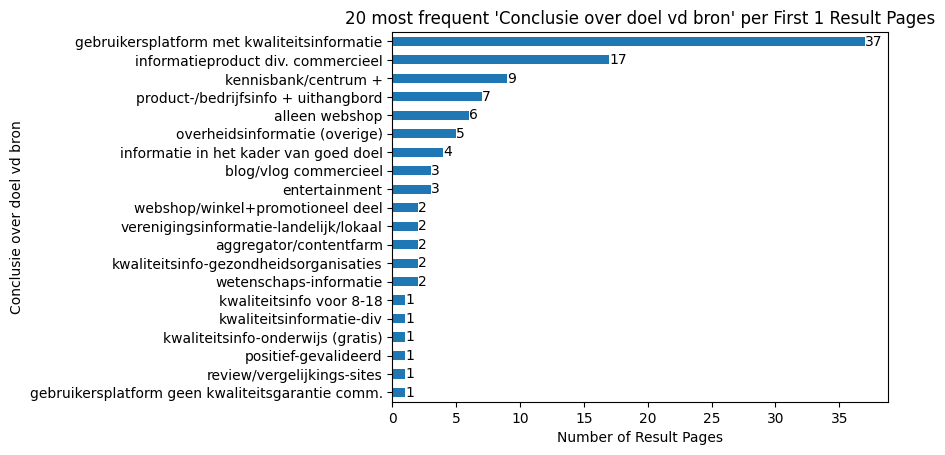 20 most frequent 'Conclusie over doel vd bron' per First 1 Result Pages
gebruikersplatform met kwaliteitsinformatie 37
informatieproduct div. commercieel 17
kennisbank/centrum + 9
product-/bedrijfsinfo + uithangbord 7
alleen webshop 6
overheidsinformatie (overige) 5
informatie in het kader van goed doel 4
blog/vlog commercieel 3
entertainment 3
webshop/winkel+promotioneel deel 2
verenigingsinformatie-landelijk/lokaal 2
aggregator/contentfarm 2
kwaliteitsinfo-gezondheidsorganisaties 2
wetenschaps-informatie 2
kwaliteitsinfo voor 8-18 1
kwaliteitsinformatie-div 1
kwaliteitsinfo-onderwijs (gratis) 1
positief-gevalideerd 1
review/vergelijkings-sites 1
gebruikersplatform geen kwaliteitsgarantie comm. 1
Conclusie over doel vd bron
0 5 10 15 20 25 30 35
Number of Result Pages